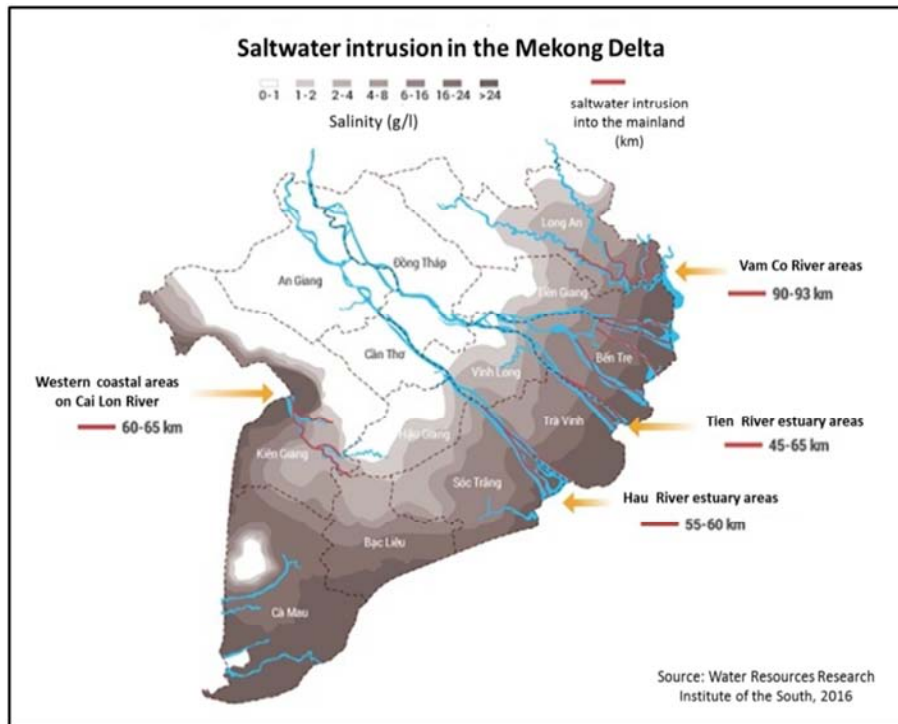 Saltwater intrusion in the Mekong Delta
0-1 1-2 2-4 4-8 6-16 16-24 >24
Salinity (g/l)
saltwater intrusion
into the mainland
(km)
Long An
Đồng Tháp
An Giang
Tiền Giang
Vam Co River areas
90-93 km
Cần Thơ
Vĩnh Long
Bến Tre
Western coastal areas
on Cai Lon River
60-65 km
Hậu Giang
Trà Vinh
Tien River estuary areas
45-65 km
Kiên Giang
Sóc Trăng
Hau River estuary areas
55-60 km
Bạc Liêu
Cà Mau
Source: Water Resources Research
Institute of the South, 2016